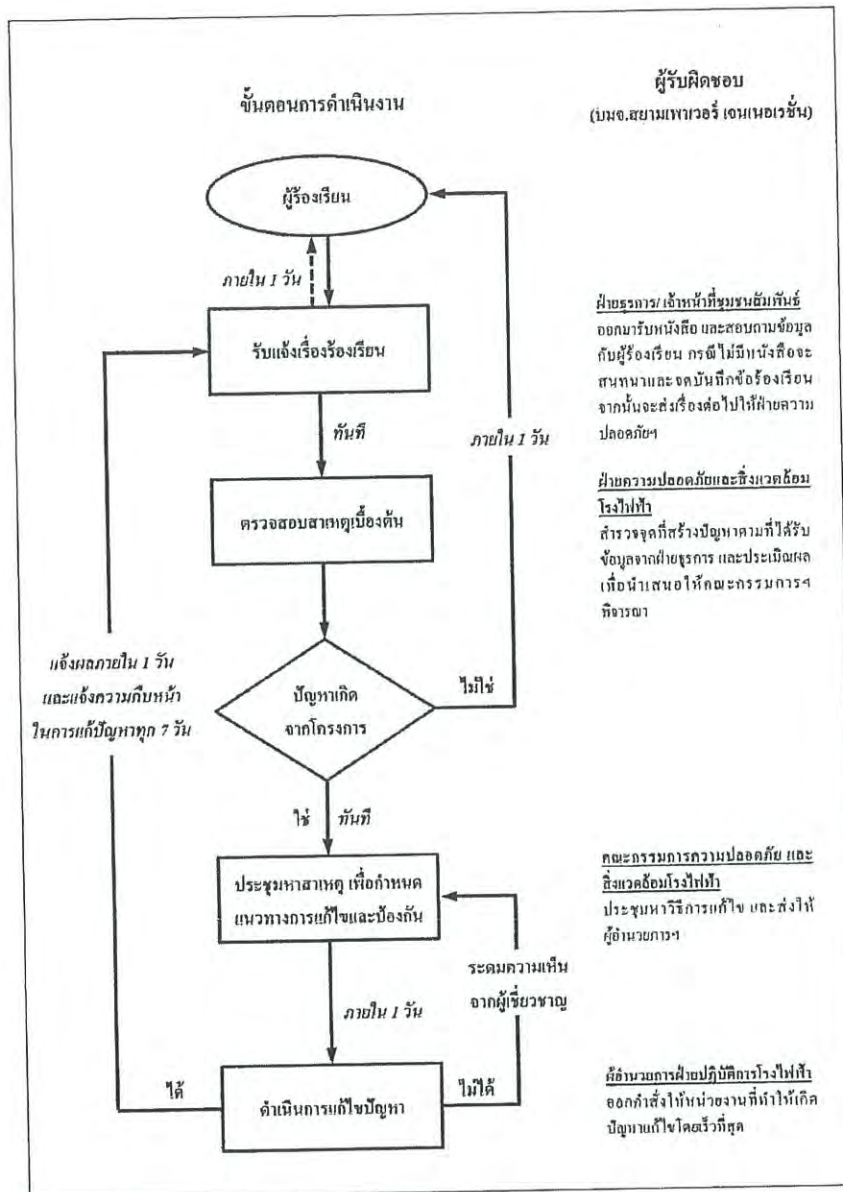 ขั้นตอนการดำเนินงาน
ผู้รับผิดชอบ
(บมจ.สยามเพาเวอร์ เจนเนอเรชั่น)
ผู้ร้องเรียน
ภายใน 1 วัน
รับแจ้งเรื่องร้องเรียน
ทันที
ภายใน 1 วัน
ตรวจสอบสาเหตุเบื้องต้น
แจ้งผลภายใน 1 วัน
และแจ้งความคืบหน้า
ในการแก้ปัญหาทุก 7 วัน
ปัญหาเกิด
จากโครงการ
ไม่ใช่
ใช่
ทันที
ประชุมหาสาเหตุ เพื่อกำหนด
แนวทางการแก้ไขและป้องกัน
ระดมความเห็น
จากผู้เชี่ยวชาญ
ภายใน 1 วัน
ได้
ดำเนินการแก้ไขปัญหา
ไม่ได้
ฝ่ายธุรการ/ เจ้าหน้าที่ชุมชนสัมพันธ์
ออกมารับหนังสือ และสอบถามข้อมูล
กับผู้ร้องเรียน กรณีไม่มีหนังสือจะ
สนทนาและจดบันทึกข้อร้องเรียน
จากนั้นจะส่งเรื่องต่อไปให้ฝ่ายความ
ปลอดภัยฯ
ฝ่ายความปลอดภัยและสิ่งแวดล้อม
โรงไฟฟ้า
สำรวจจุดที่สร้างปัญหาตามที่ได้รับ
ข้อมูลจากฝ่ายธุรการ และประเมินผล
เพื่อนำเสนอให้คณะกรรมการฯ
พิจารณา
คณะกรรมการความปลอดภัย และ
สิ่งแวดล้อมโรงไฟฟ้า
ประชุมหาวิธีการแก้ไข และส่งให้
ผู้อำนวยการฯ
ผู้อำนวยการฝ่ายปฏิบัติการโรงไฟฟ้า
ออกคำสั่งให้หน่วยงานที่ทำให้เกิด
ปัญหาแก้ไขโดยเร็วที่สุด